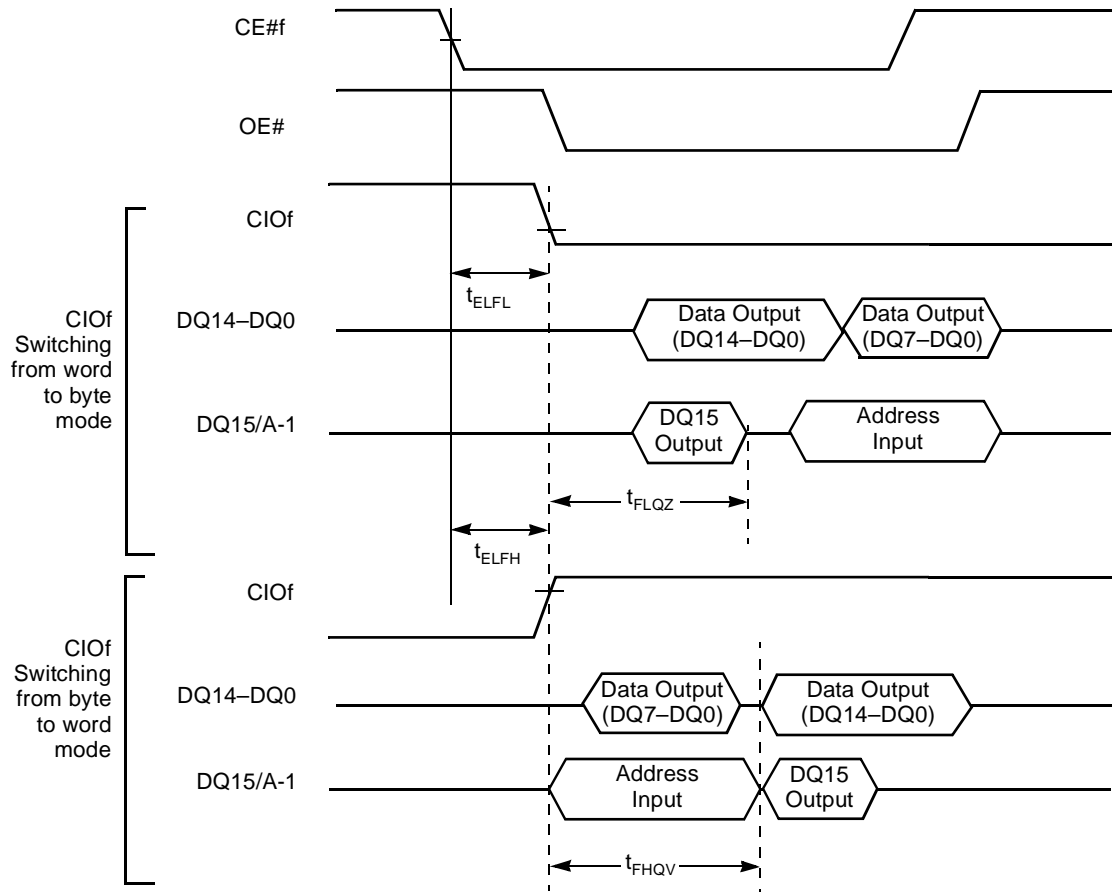 CE#f
OE#
CIOf
tELFL
CIOf
Switching
from word
to byte
mode
DQ14–DQ0
Data Output
(DQ14–DQ0)
Data Output
(DQ7–DQ0)
DQ15/A-1
DQ15
Output
Address
Input
tFLQZ
tELFH
CIOf
CIOf
Switching
from byte
to word
mode
DQ14–DQ0
Data Output
(DQ7–DQ0)
Data Output
(DQ14–DQ0)
DQ15/A-1
Address
Input
DQ15
Output
tFHQV